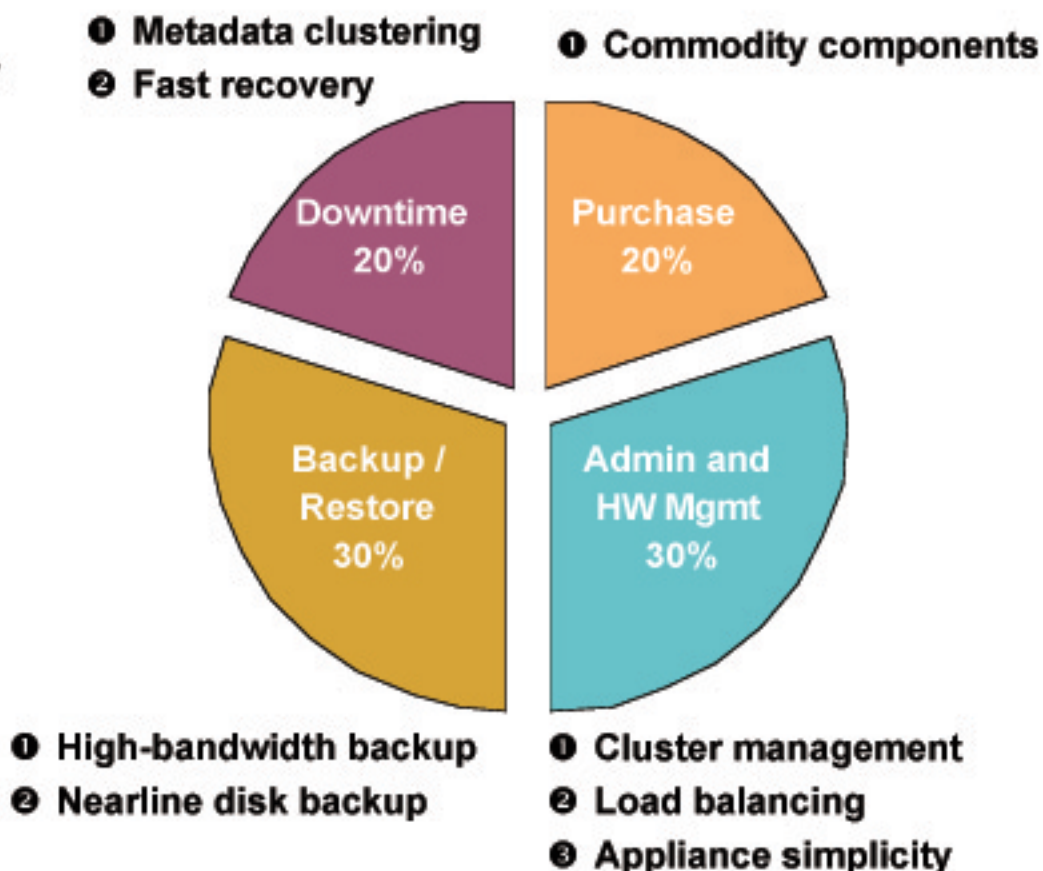 ❶ Metadata clustering
❷ Fast recovery
❶ Commodity components
Downtime
20%
Purchase
20%
Backup /
Restore
30%
Admin and
HW Mgmt
30%
❶ High-bandwidth backup
❷ Nearline disk backup
❶ Cluster management
❷ Load balancing
❸ Appliance simplicity